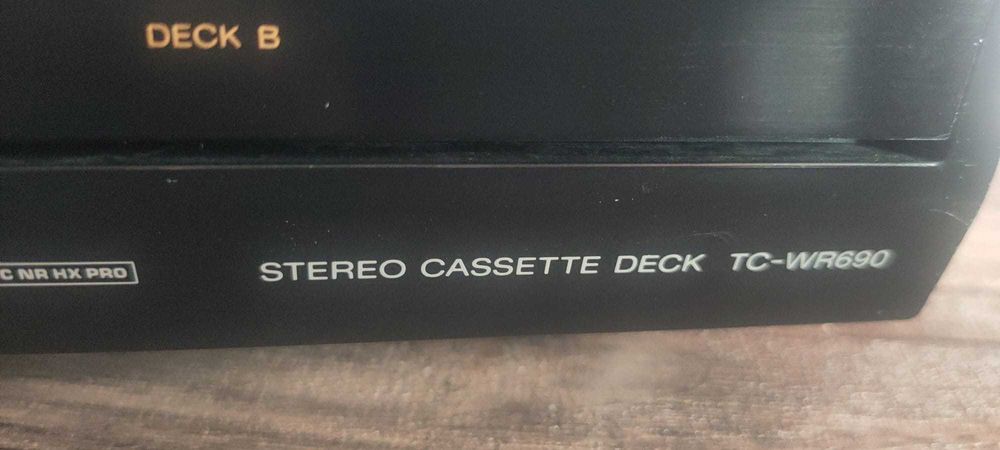 DECK B
C NR HX PRO
STEREO CASSETTE DECK TC-WR690